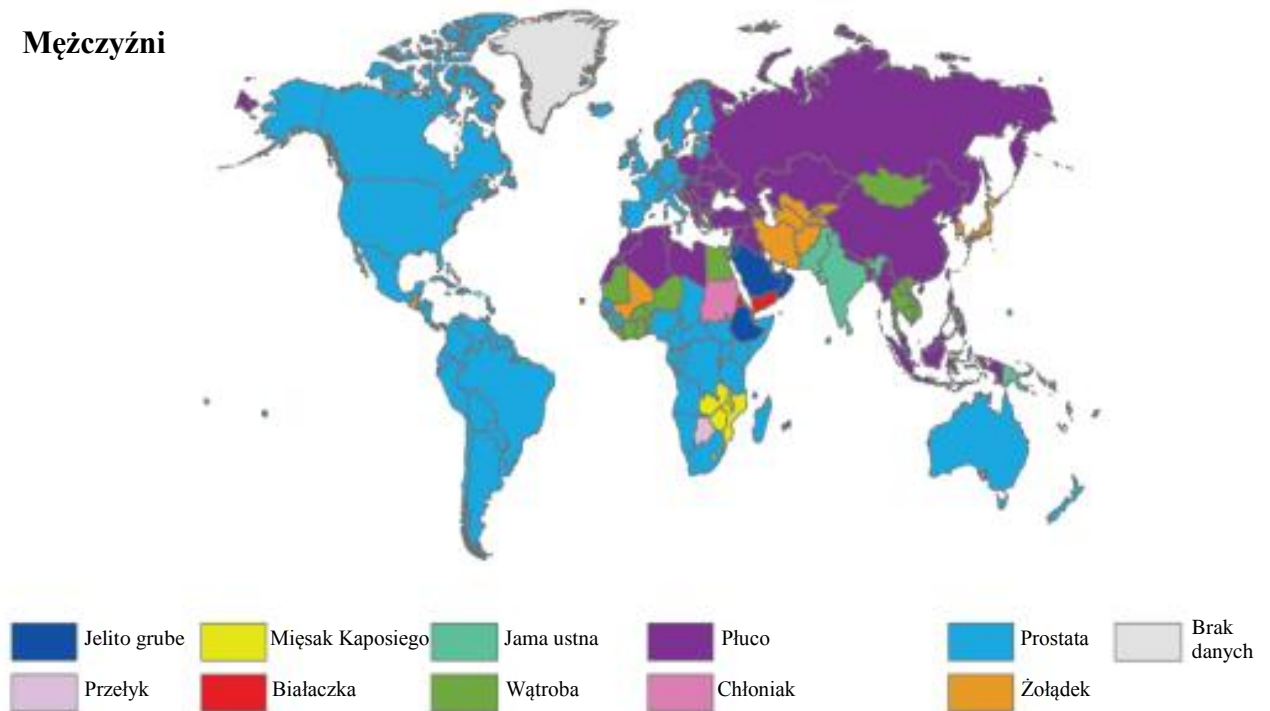 Mężczyźni
Jelito grube
Mięsak Kaposiego
Jama ustna
Płuco
Prostata
Brak
danych
Przełyk
Białaczka
Wątroba
Chłoniak
Żołądek